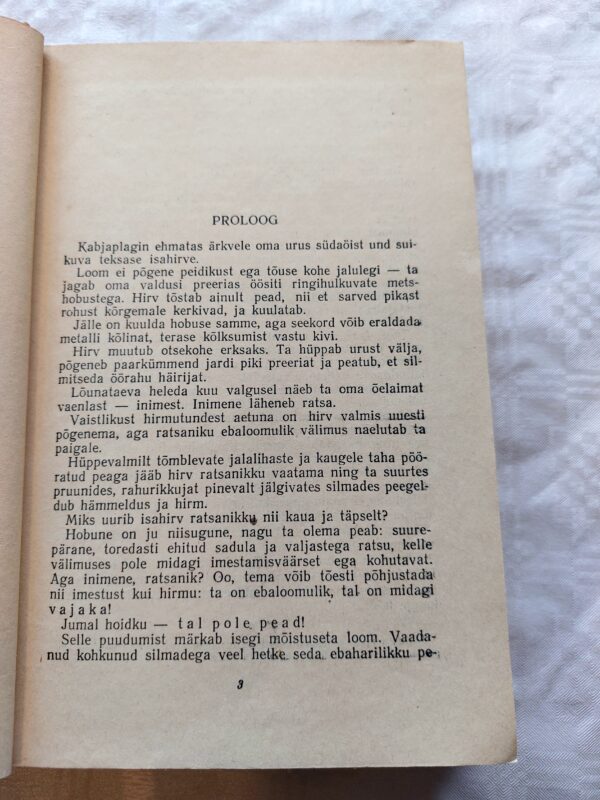 PROLOOG
Kabjaplagin ehmatas ärkvele oma urus südaöist und sui-
kuva teksase isahirve.
Loom ei põgene peidikust ega tõuse kohe jalulegi — ta
jagab oma valdusi preerias öösiti ringihulkuvate mets-
hobustega. Hirv tõstab ainult pead, nii et sarved pikast
rohust kõrgemale kerkivad, ja kuulatab.
Jälle on kuulda hobuse samme, aga seekord võib eraldada
metalli kõlinat, terase kõlksumist vastu kivi.
Hirv muutub otsekohe erksaks. Ta hüppab urust välja,
põgeneb paarkümmend jardi piki preeriat ja peatub, et sil-
mitseda öörahu häirijat.
Lõunataeva heleda kuu valgusel näeb ta oma õelaimat
vaenlast — inimest. Inimene läheneb ratsa.
Vaistlikust hirmutundest aetuna on hirv valmis uuesti
põgenema, aga ratsaniku ebaloomulik välimus naelutab ta
paigale.
Hüppevalmilt tõmblevate jalalihaste ja kaugele taha pöö-
ratud peaga jääb hirv ratsanikku vaatama ning ta suurtes
pruunides, rahurikkujat pinevalt jälgivates silmades peegel-
dub hämmeldus ja hirm.
Miks uurib isahirv ratsanikku nii kaua ja täpselt?
Hobune on ju niisugune, nagu ta olema peab: suure-
pärane, toredasti ehitud sadula ja valjastega ratsu, kelle
välimuses pole midagi imestamisväärset ega kohutavat.
Aga inimene, ratsanik? Oo, tema võib tõesti põhjustada
nii imestust kui hirmu: ta on ebaloomulik, tal on midagi
vajaka!
Jumal hoidku — tal pole pead!
Selle puudumist märkab isegi mõistuseta loom. Vaada-
nud kohkunud silmadega veel hetke seda ebaharilikku pe-
3